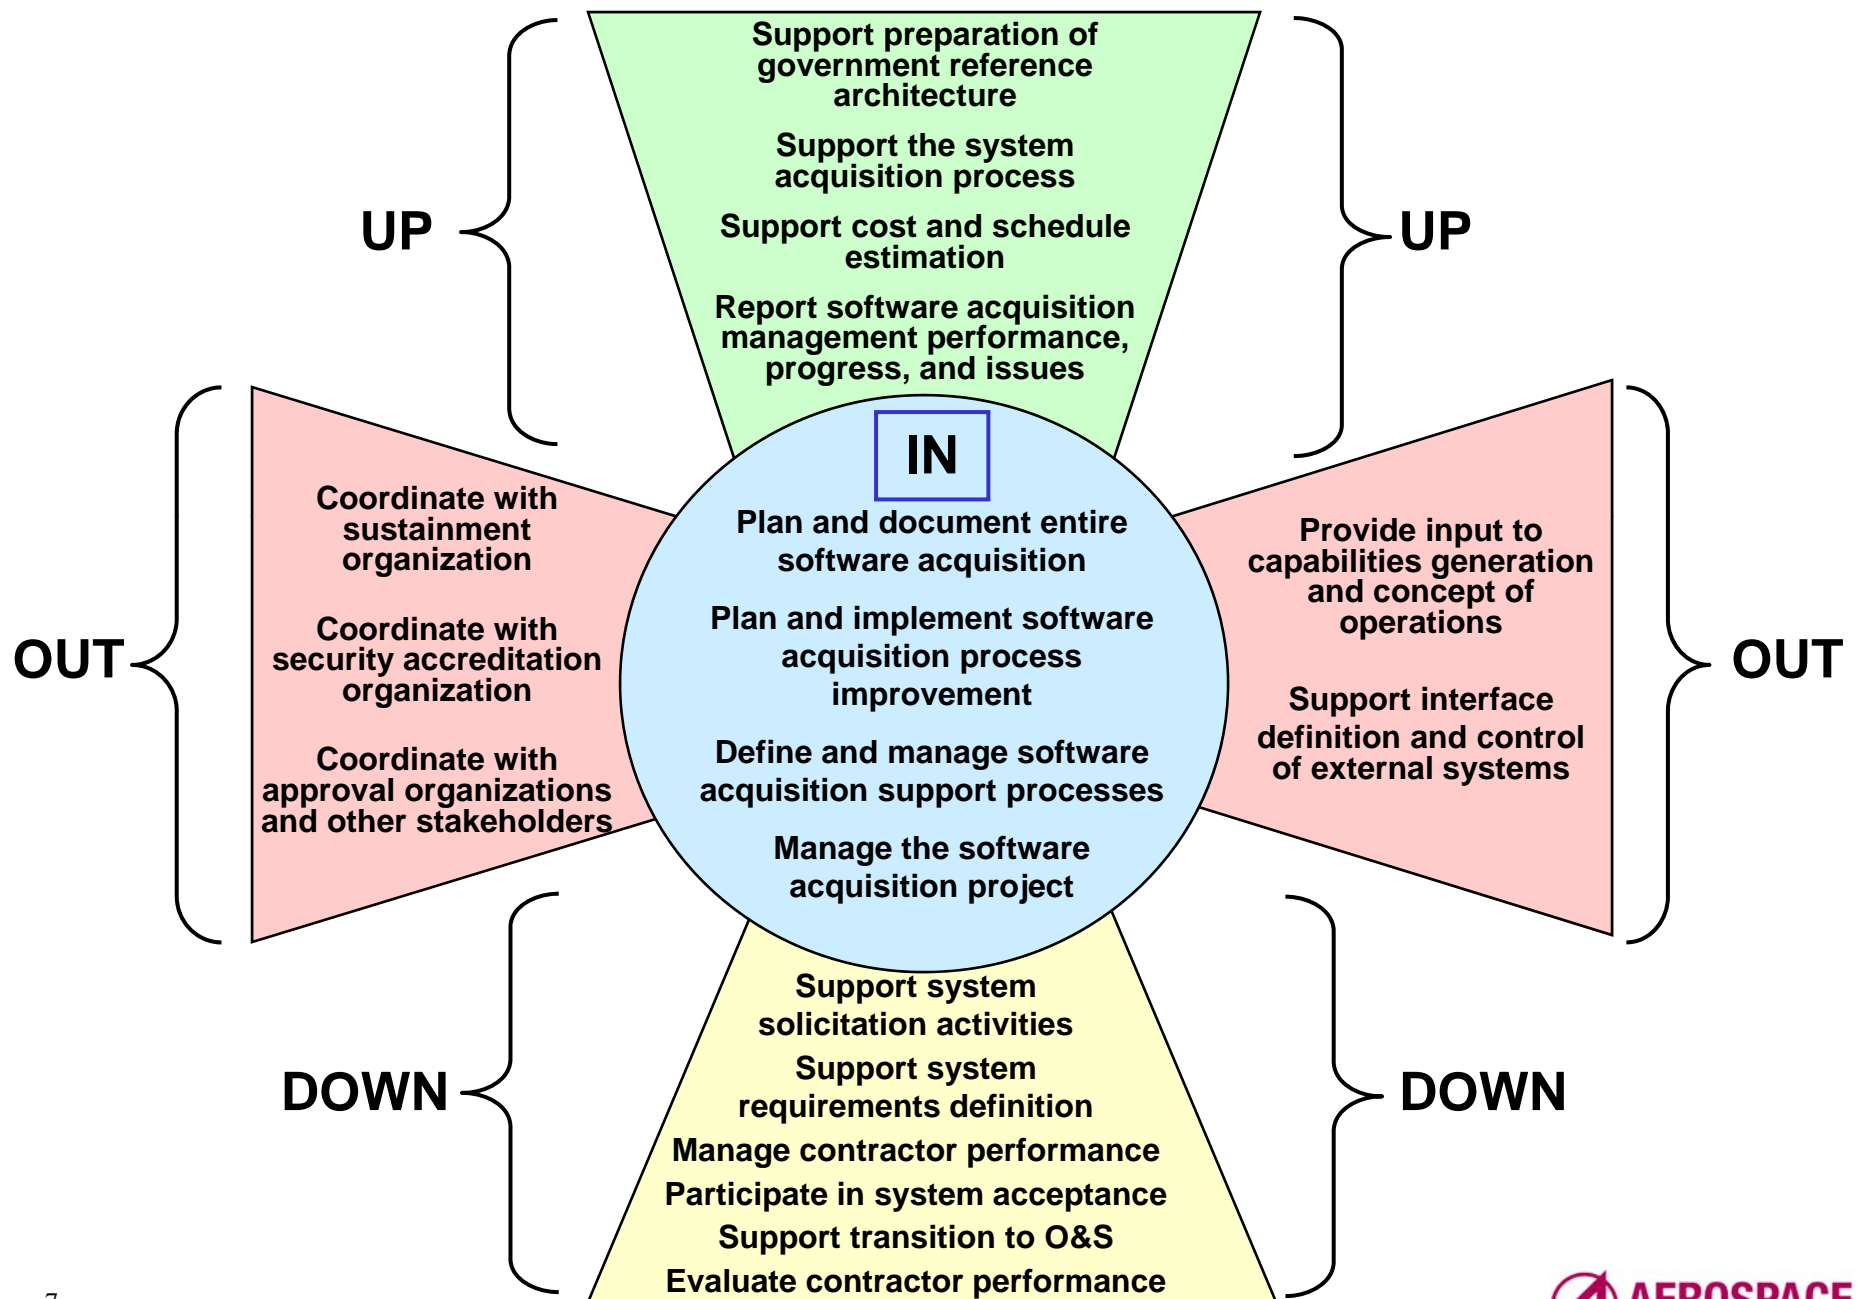 Support preparation of
government reference
architecture
Support the system
acquisition process
Support cost and schedule
estimation
Report software acquisition
management performance,
progress, and issues
UP
UP
IN
Plan and document entire
software acquisition
Plan and implement software
acquisition process
improvement
Define and manage software
acquisition support processes
Manage the software
acquisition project
OUT
Coordinate with
sustainment
organization
Coordinate with
security accreditation
organization
Coordinate with
approval organizations
and other stakeholders
Provide input to
capabilities generation
and concept of
operations
Support interface
definition and control
of external systems
OUT
DOWN
Support system
solicitation activities
Support system
requirements definition
Manage contractor performance
Participate in system acceptance
Support transition to O&S
Evaluate contractor performance
DOWN
7
AEROSPACE